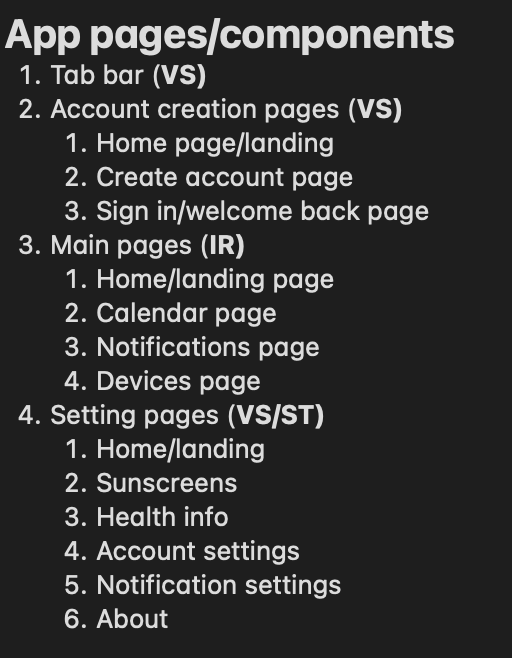 App pages/components
1. Tab bar (VS)
2. Account creation pages (VS)
1. Home page/landing
2. Create account page
3. Sign in/welcome back page
3. Main pages (IR)
1. Home/landing page
2. Calendar page
3. Notifications page
4. Devices page
4. Setting pages (VS/ST)
1. Home/landing
2. Sunscreens
3. Health info
4. Account settings
5. Notification settings
6. About